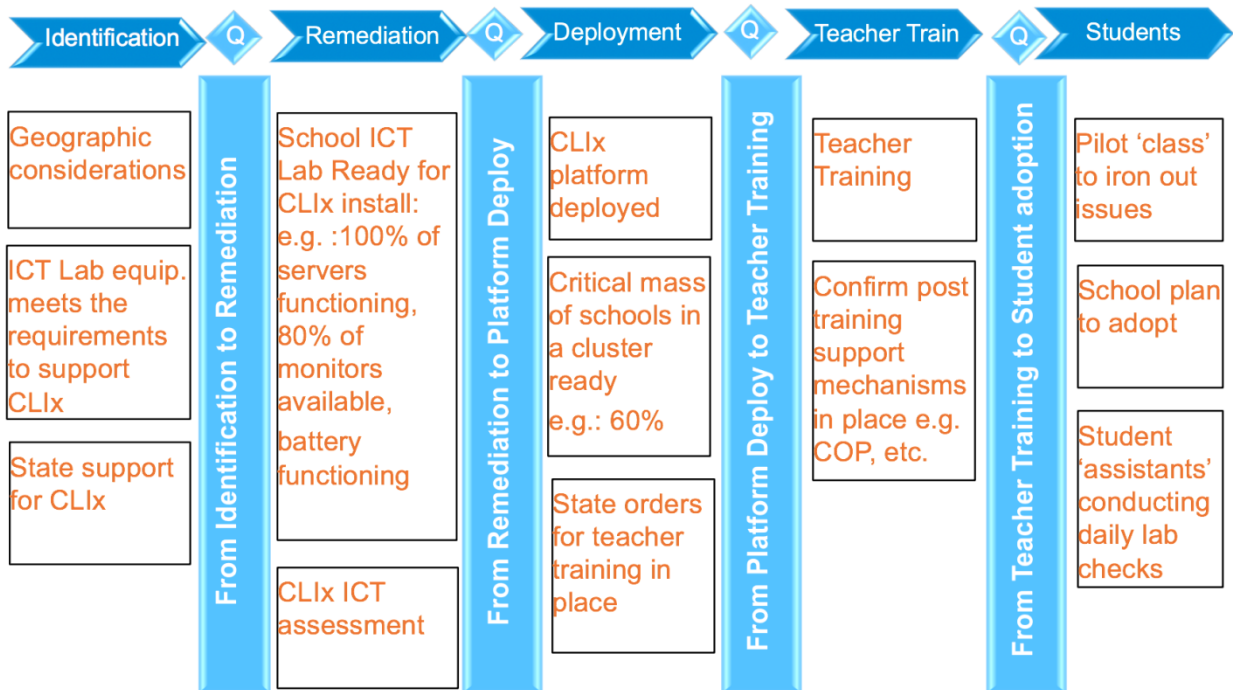 Identification
Q
Remediation
Q
Deployment
Q
Teacher Train
Q
Students
Geographic
considerations
ICT Lab equip.
meets the
requirements
to support
CLIx
State support
for CLIx
From Identification to Remediation
School ICT
Lab Ready for
CLIx install:
e.g. :100% of
servers
functioning,
80% of
monitors
available,
battery
functioning
CLIx ICT
assessment
From Remediation to Platform Deploy
CLIx
platform
deployed
Critical mass
of schools in
a cluster
ready
e.g.: 60%
State orders
for teacher
training in
place
From Platform Deploy to Teacher Training
Teacher
Training
Confirm post
training
support
mechanisms
in place e.g.
COP, etc.
From Teacher Training to Student adoption
Pilot ‘class’
to iron out
issues
School plan
to adopt
Student
‘assistants’
conducting
daily lab
checks